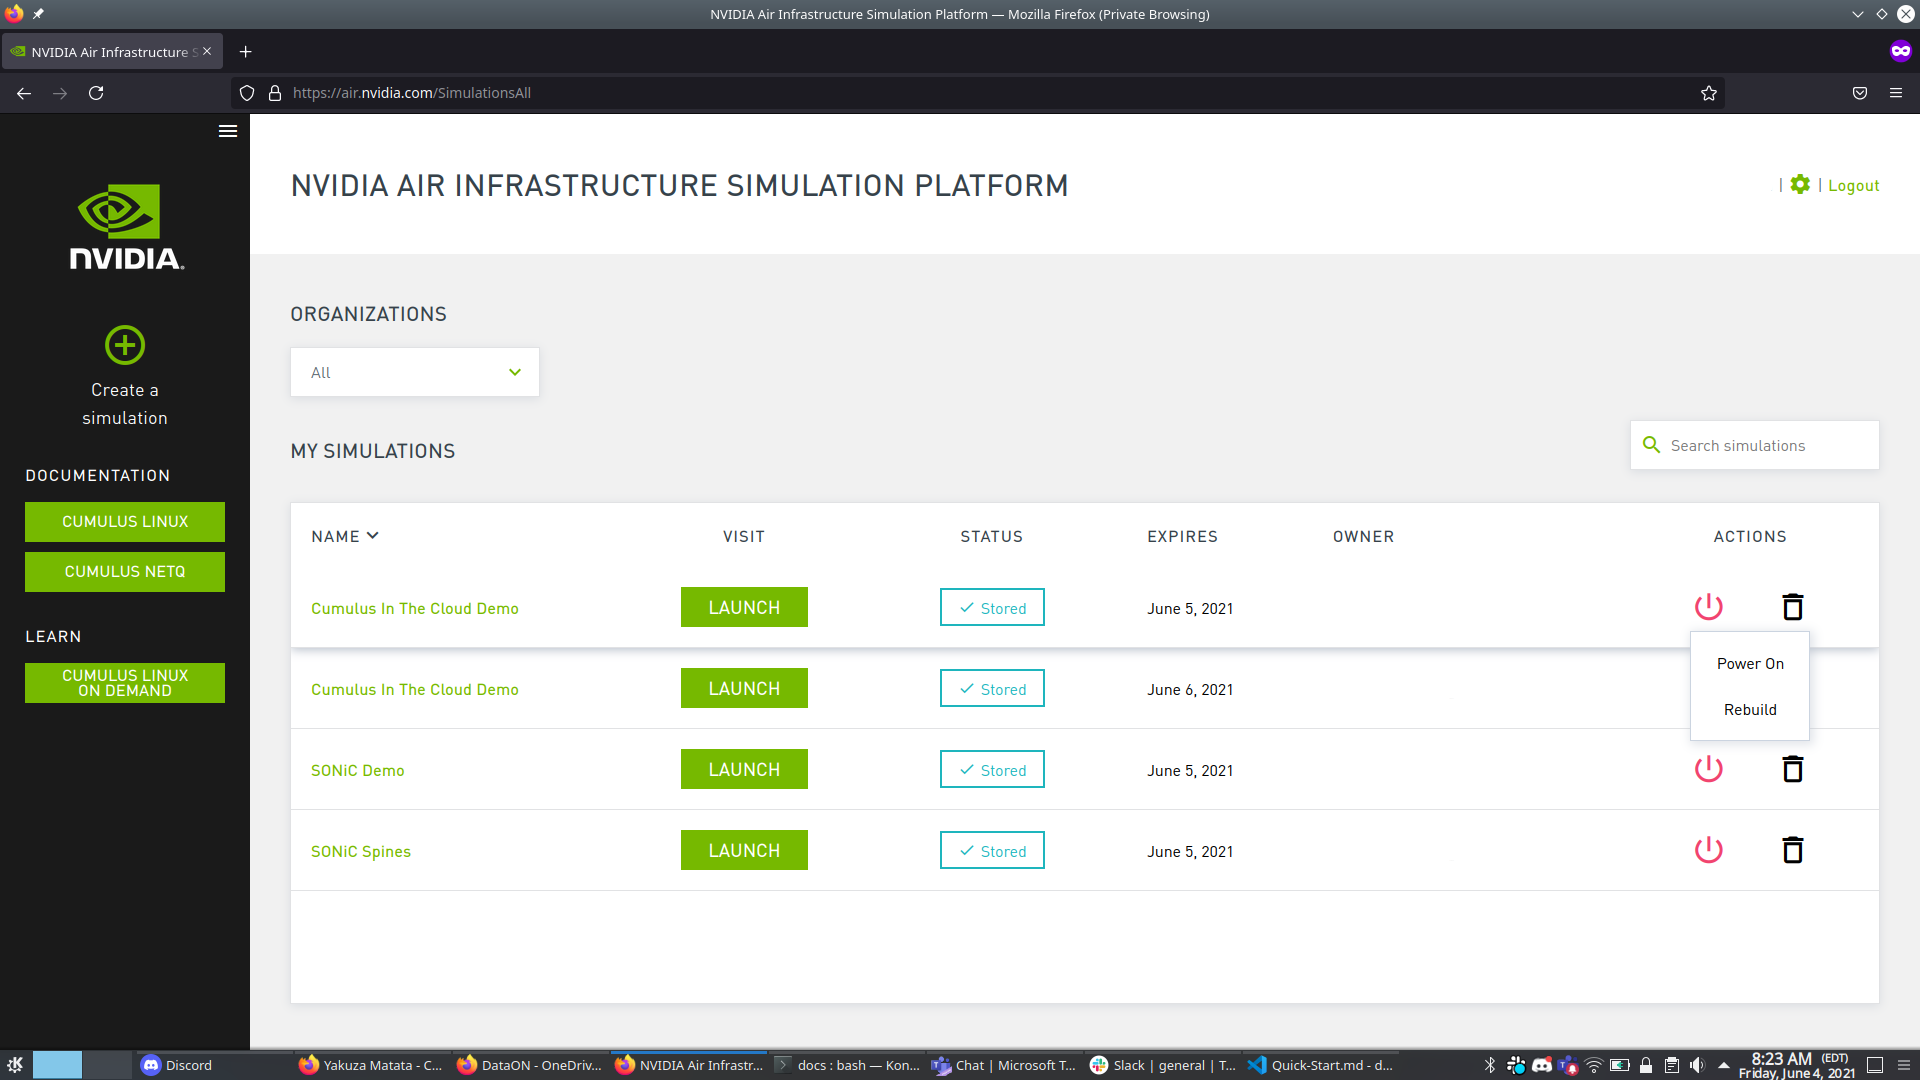 NVIDIA Air Infrastructure Simulation Platform — Mozilla Firefox (Private Browsing)
NVIDIA Air Infrastructure S
https://air.nvidia.com/SimulationsAll
NVIDIA AIR INFRASTRUCTURE SIMULATION PLATFORM
| | Logout
NVIDIA.
Create a
simulation
DOCUMENTATION
CUMULUS LINUX
CUMULUS NETQ
LEARN
CUMULUS LINUX
ON DEMAND
ORGANIZATIONS
All
MY SIMULATIONS
Search simulations
NAME VISIT STATUS EXPIRES OWNER ACTIONS
Cumulus In The Cloud Demo LAUNCH Stored June 5, 2021
Power On
Rebuild
Cumulus In The Cloud Demo LAUNCH Stored June 6, 2021
SONiC Demo LAUNCH Stored June 5, 2021
SONiC Spines LAUNCH Stored June 5, 2021
Discord Yakuza Matata - C... DataON - OneDriv... NVIDIA Air Infrastr... docs : bash — Kon... Chat | Microsoft T... Slack | general | T... Quick-Start.md - d...
8:23 AM (EDT)
Friday, June 4, 2021